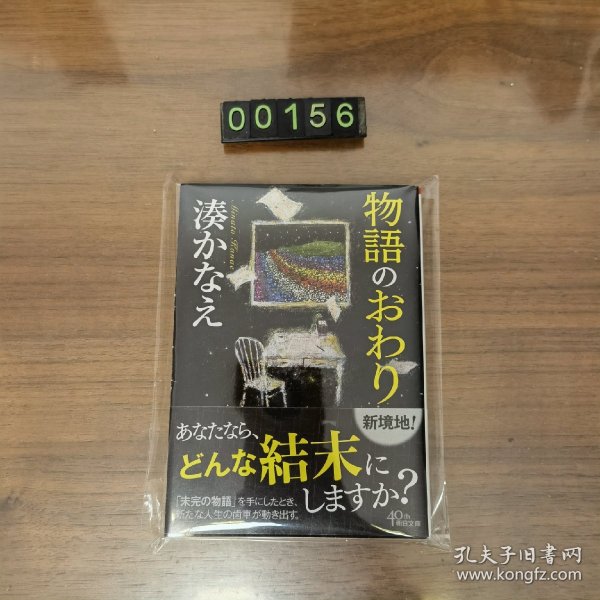 00156
物語のおわり
湊かなえ
Minato Kanae
新境地!
あなたなら、
どんな結末に
しますか?
「未完の物語」を手にしたとき、
新たな人生の歯車が動き出す。
40th
朝日文庫
孔夫子旧书网
www.kongfz.com